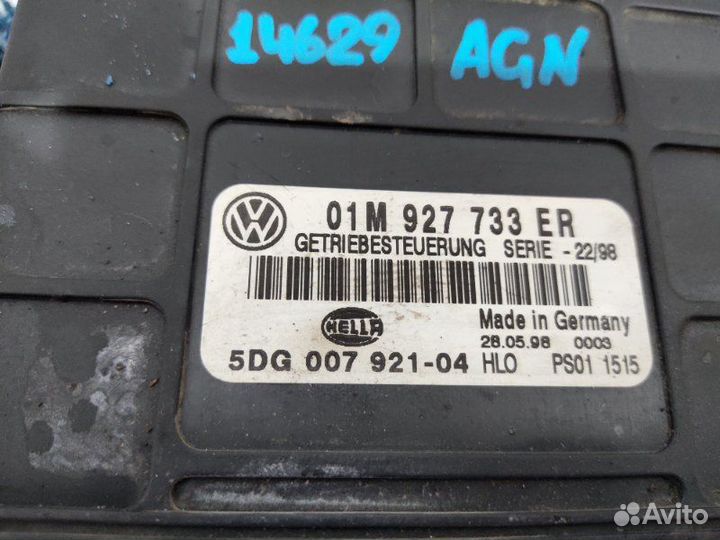 14629 AGN
01M 927 733 ER
GETRIEBESTEUERUNG SERIE - 22/98
HELLA
Made in Germany
28.05.98 0003
5DG 007 921-04 HLO PS01 1515
Avito